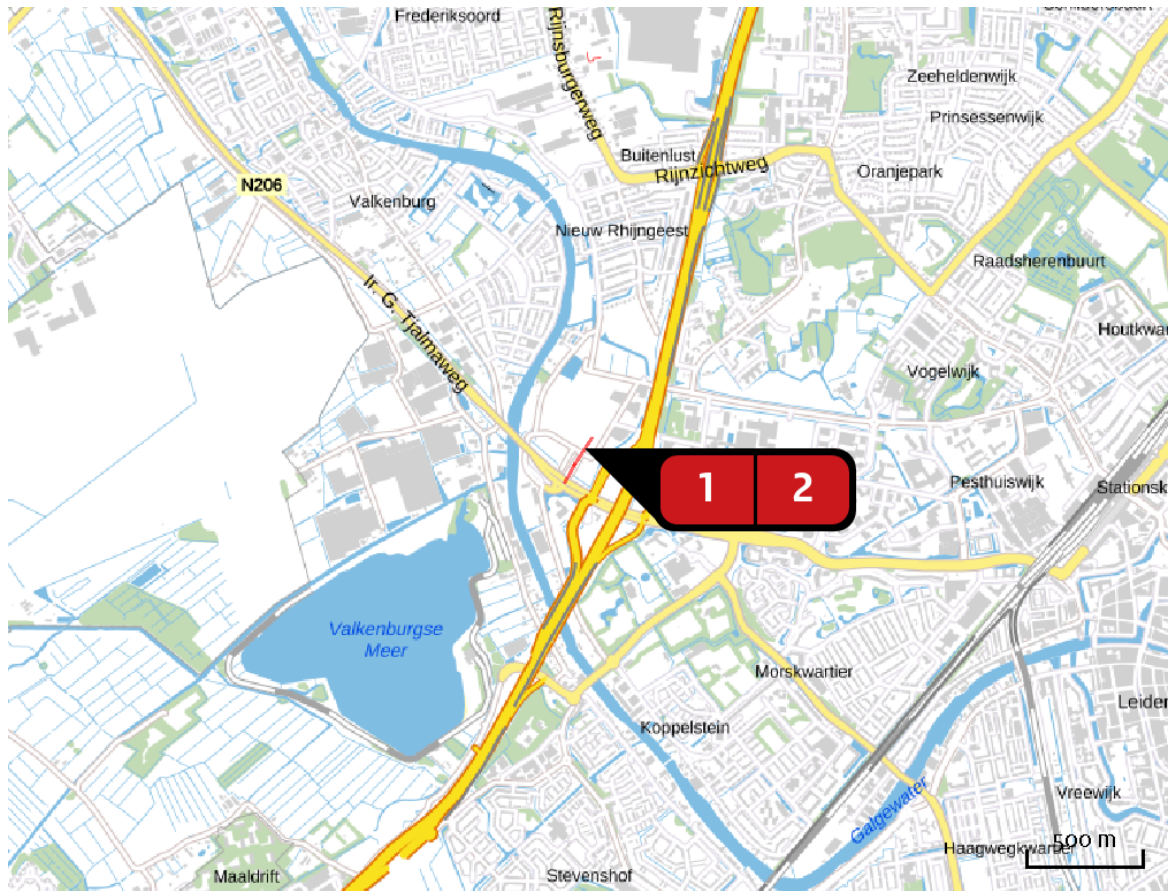 Frederiksoord
Rijnsburgerweg
Zeeheldenwijk
Prinsessenwijk
Buitenlust
Rijnzichtweg
Oranjepark
N206
Valkenburg
Nieuw Rhijngeest
Raadsherenburt
Ir. G. Tjalmaweg
Houtkwa
Vogelwijk
1
2
Pesthuiswijk
Stationsk
Valkenburgse
Meer
Morskwartier
Leider
Koppelstein
Vreewijk
Galgewater
500 m
Haagwegkwartier
Maaldrift
Stevenshof